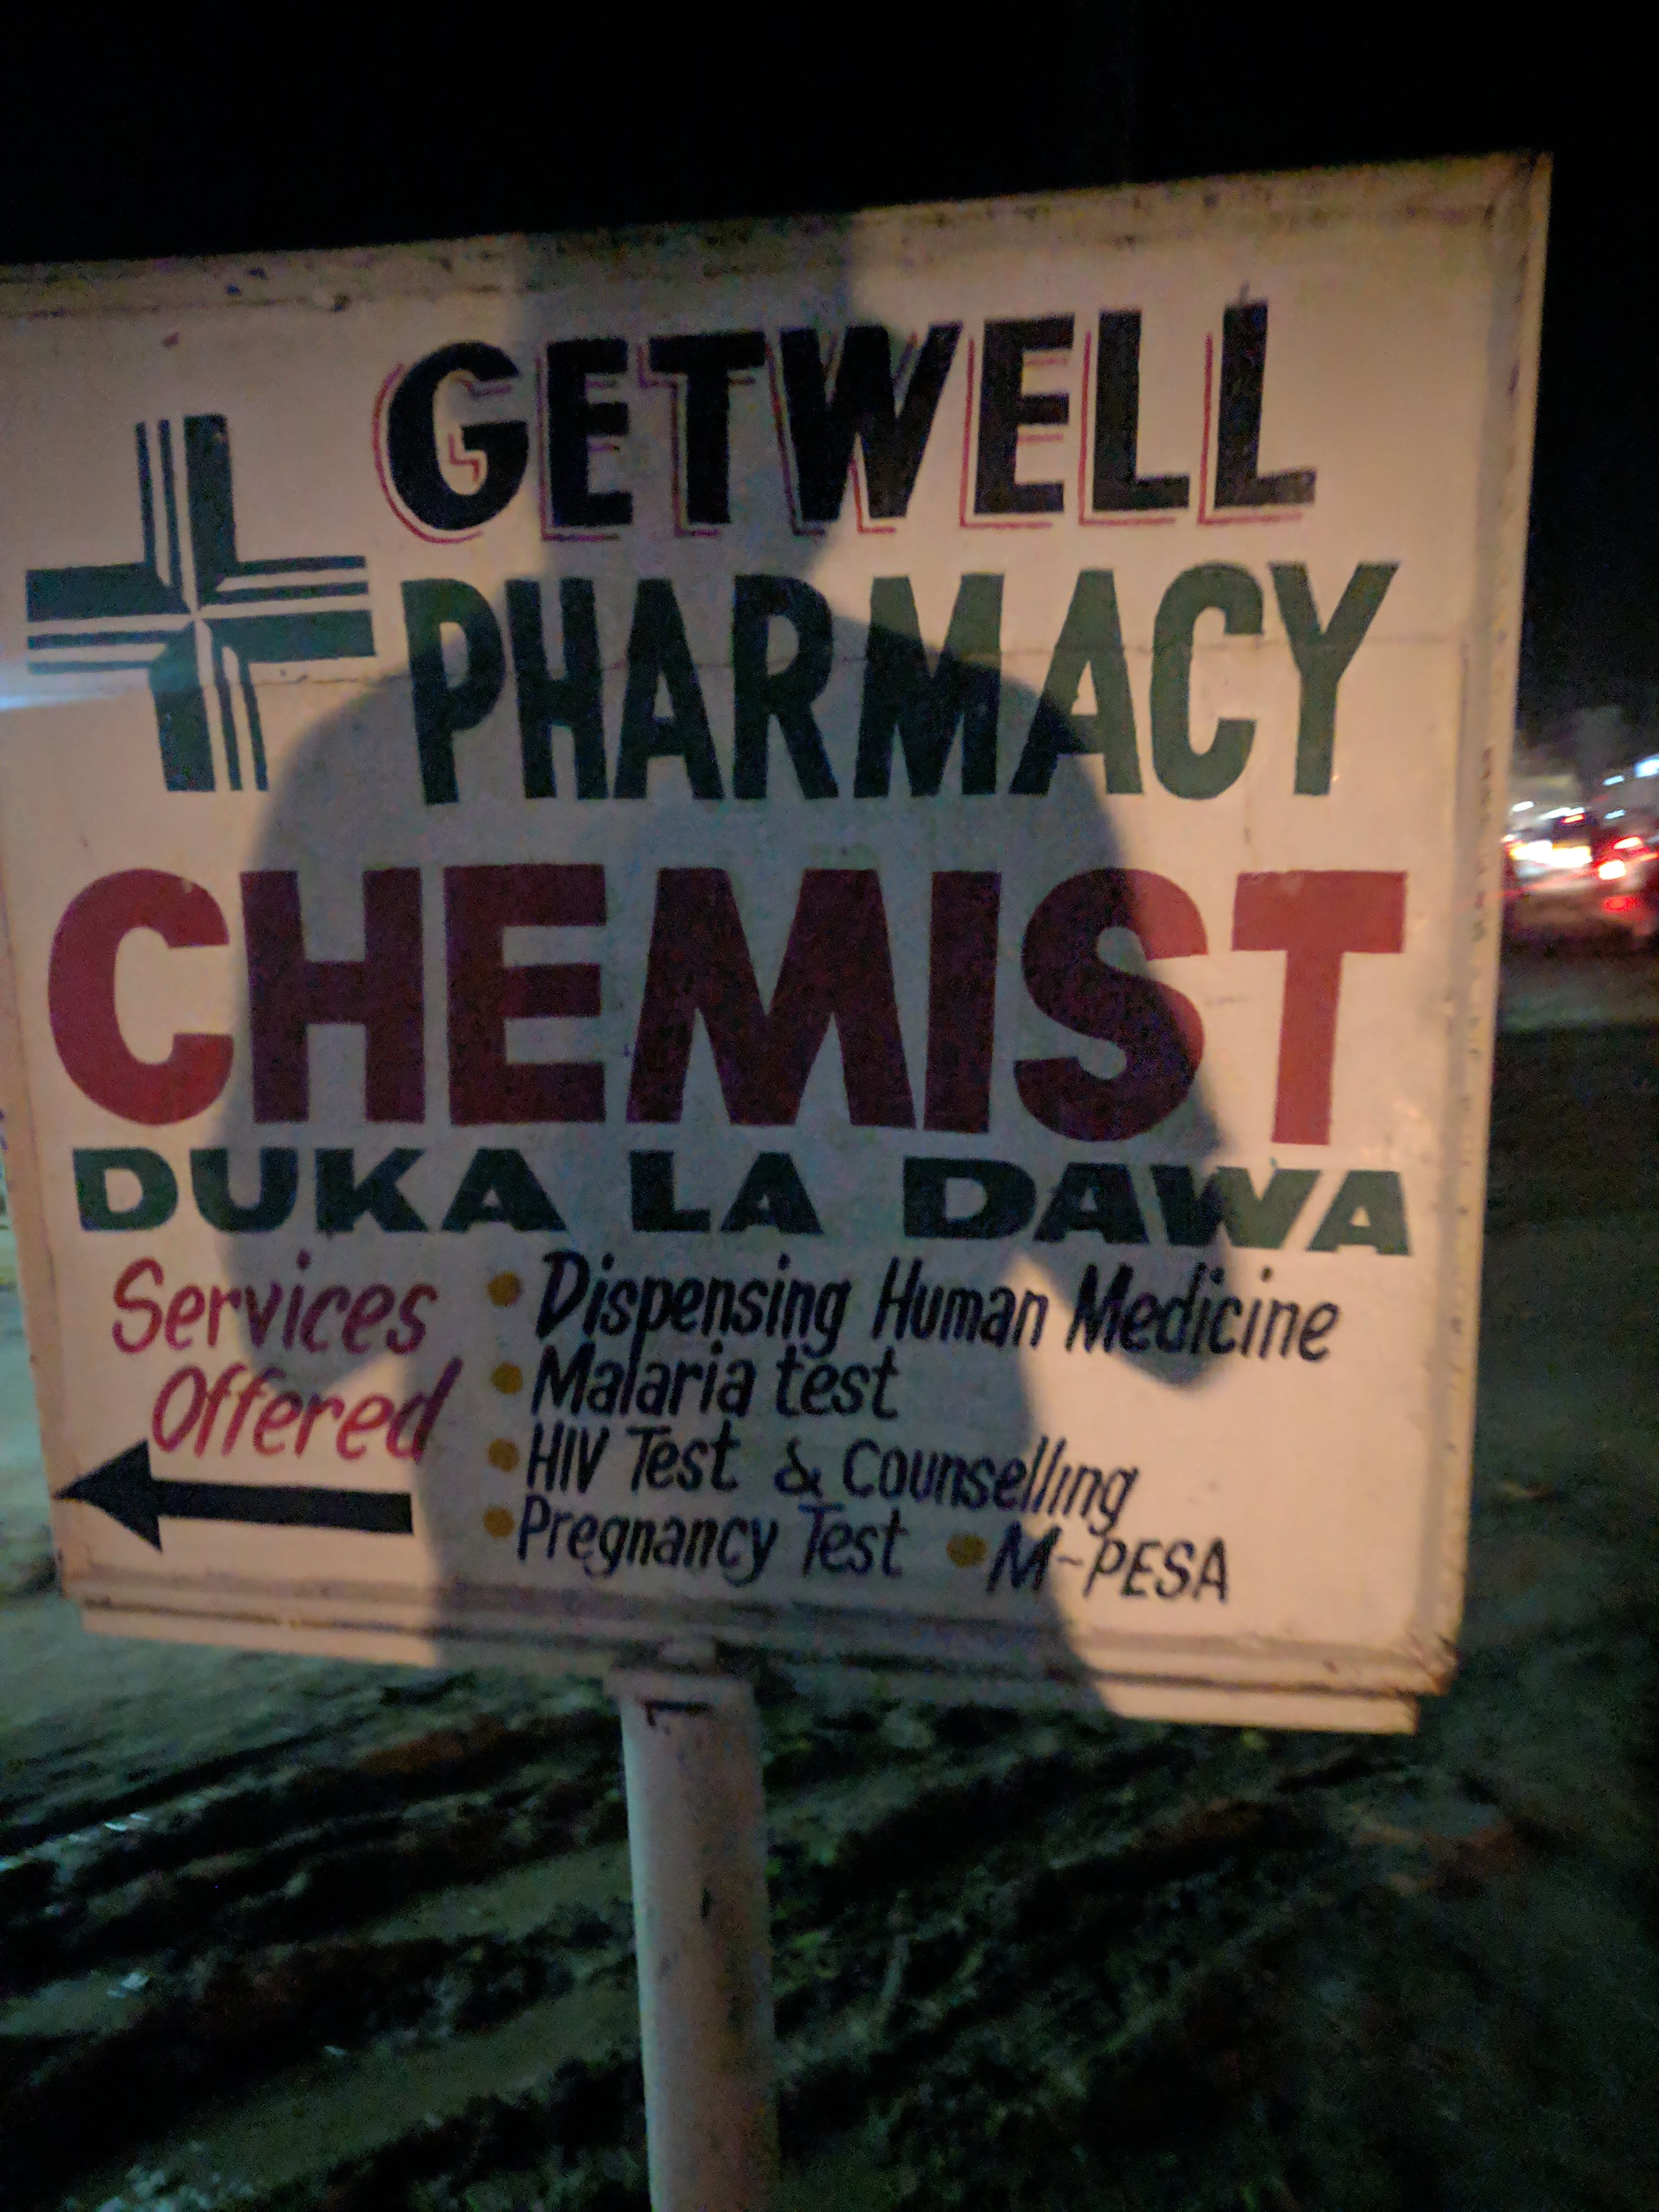 GETWELL
PHARMACY
CHEMIST
DUKA LA DAWA
Services
Offered
• Dispensing Human Medicine
• Malaria test
• HIV Test & Counselling
• Pregnancy Test • M~PESA